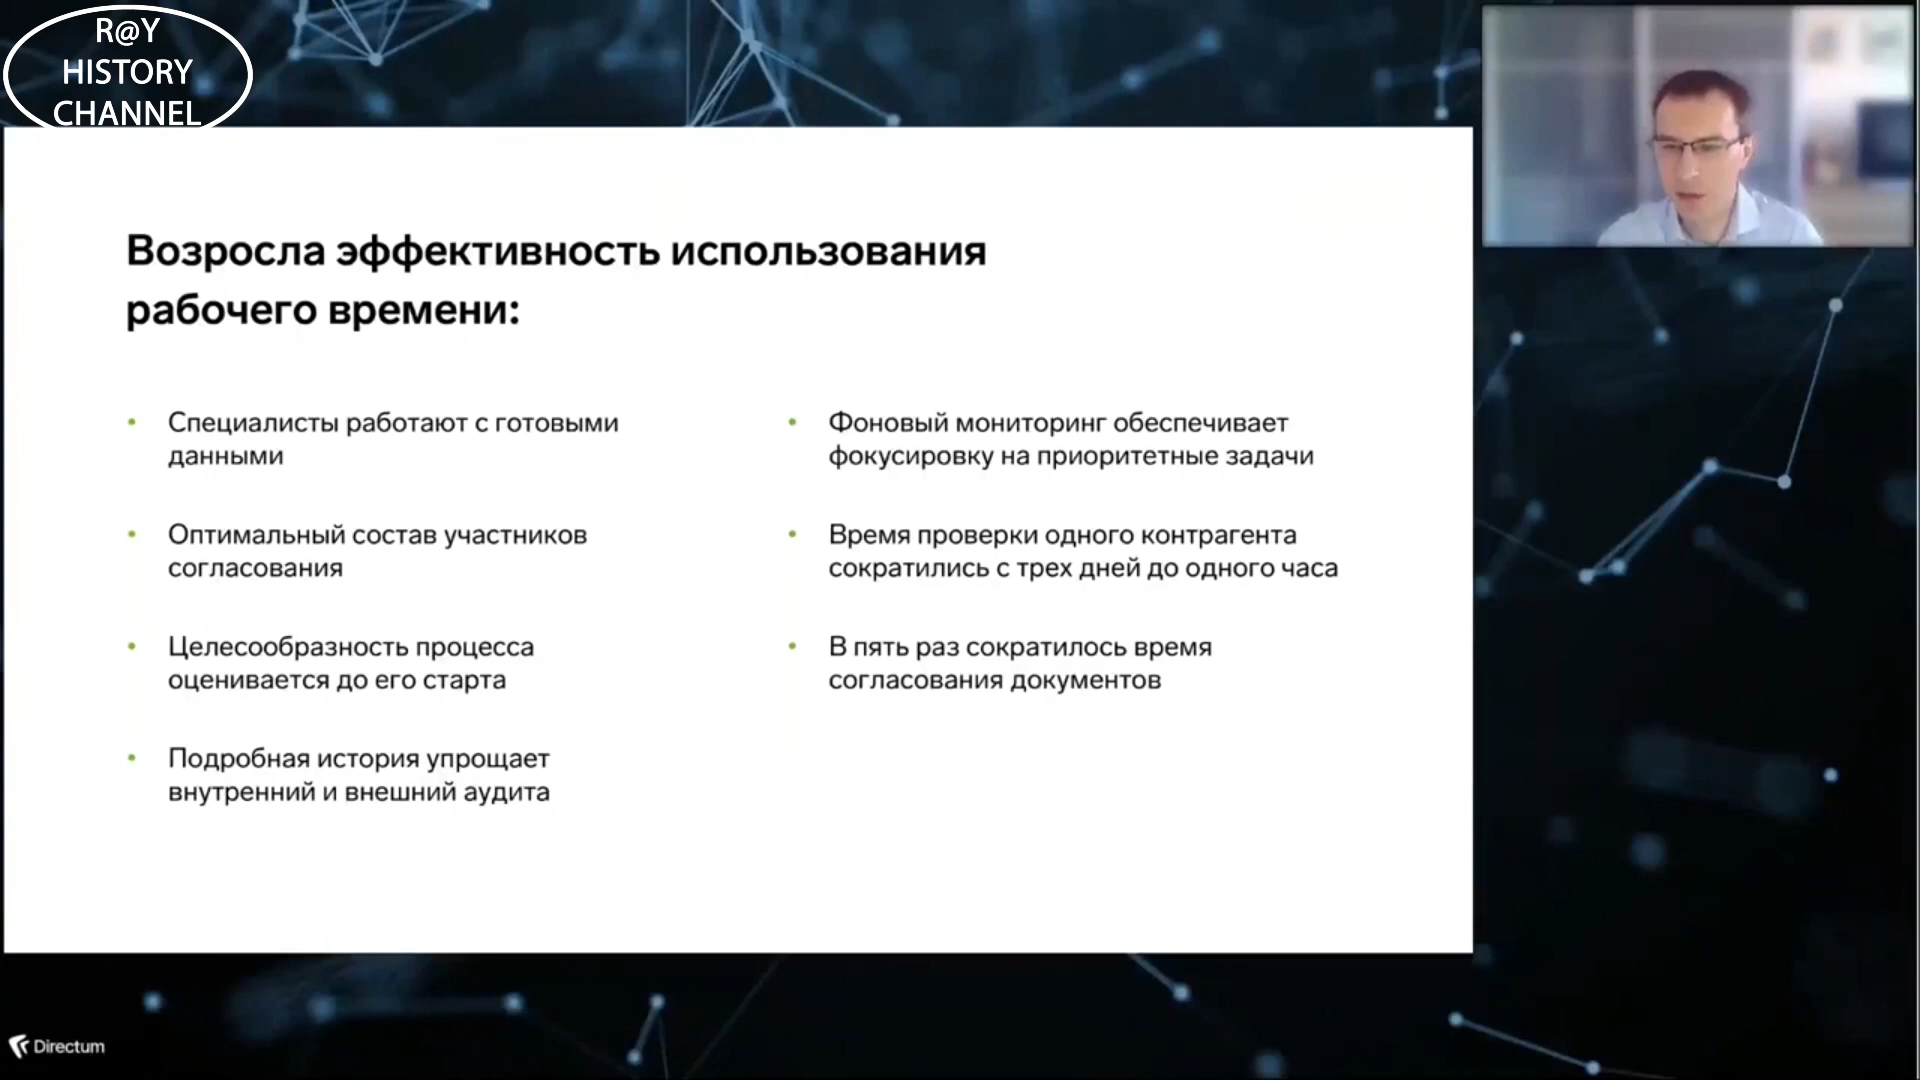 R@Y
HISTORY
CHANNEL
Возросла эффективность использования
рабочего времени:
• Специалисты работают с готовыми
данными
• Оптимальный состав участников
согласования
• Целесообразность процесса
оценивается до его старта
• Подробная история упрощает
внутренний и внешний аудита
• Фоновый мониторинг обеспечивает
фокусировку на приоритетные задачи
• Время проверки одного контрагента
сократились с трех дней до одного часа
• В пять раз сократилось время
согласования документов
Directum